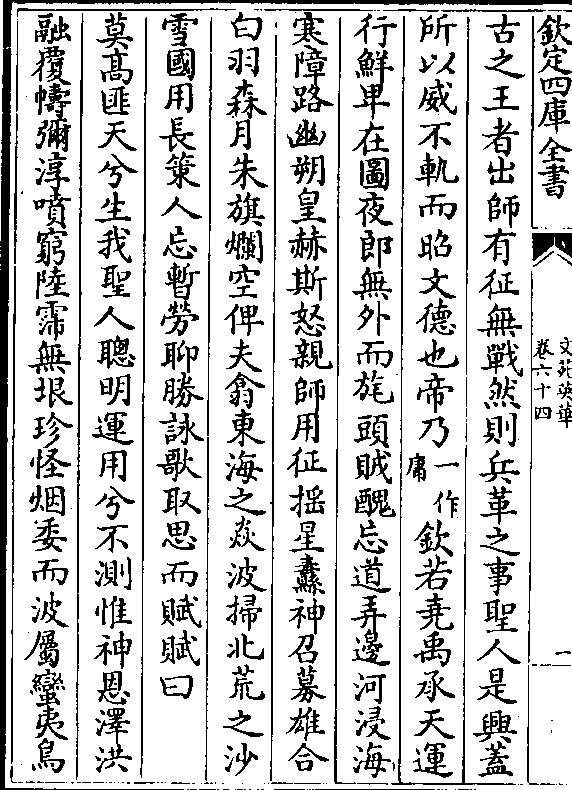 欽定四庫全書
文苑英華
卷六十四
一
古之王者出師有征無戰然則兵革之事聖人是興蓋
所以威不軌而昭文德也帝乃一作庸欽若堯禹承天運
行鮮卑在圖夜郎無外而旄頭賊醜忘道弄邊河浸海
寒障路幽朔皇赫斯怒親師用征揺星纛神召募雄合
白羽森月朱旗爛空俾夫翕東海之焱波掃北荒之沙
雪國用長策人忘暫勞聊勝詠歌取思而賦賦曰
莫髙匪天兮生我聖人聰明運用兮不測惟神恩澤洪
融覆幬彌淳噴窮陸霈無垠珍怪烟委而波屬蠻夷鳥